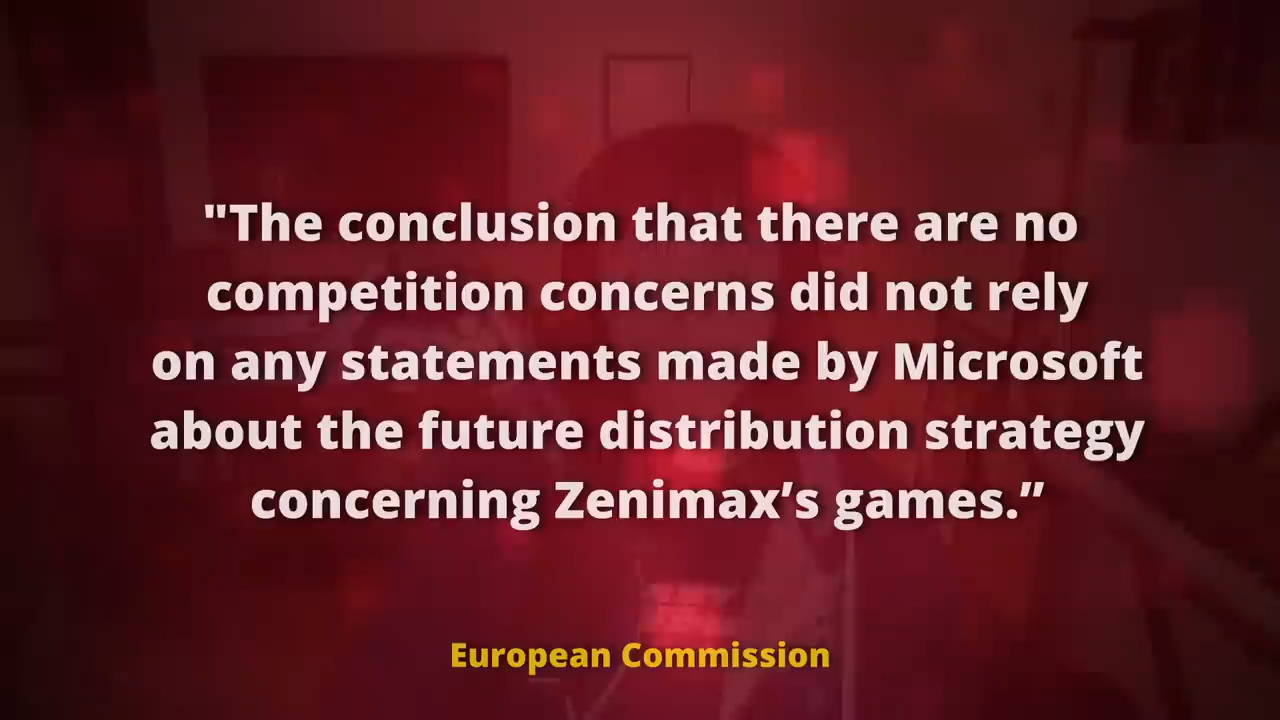 "The conclusion that there are no
competition concerns did not rely
on any statements made by Microsoft
about the future distribution strategy
concerning Zenimax’s games.”
European Commission